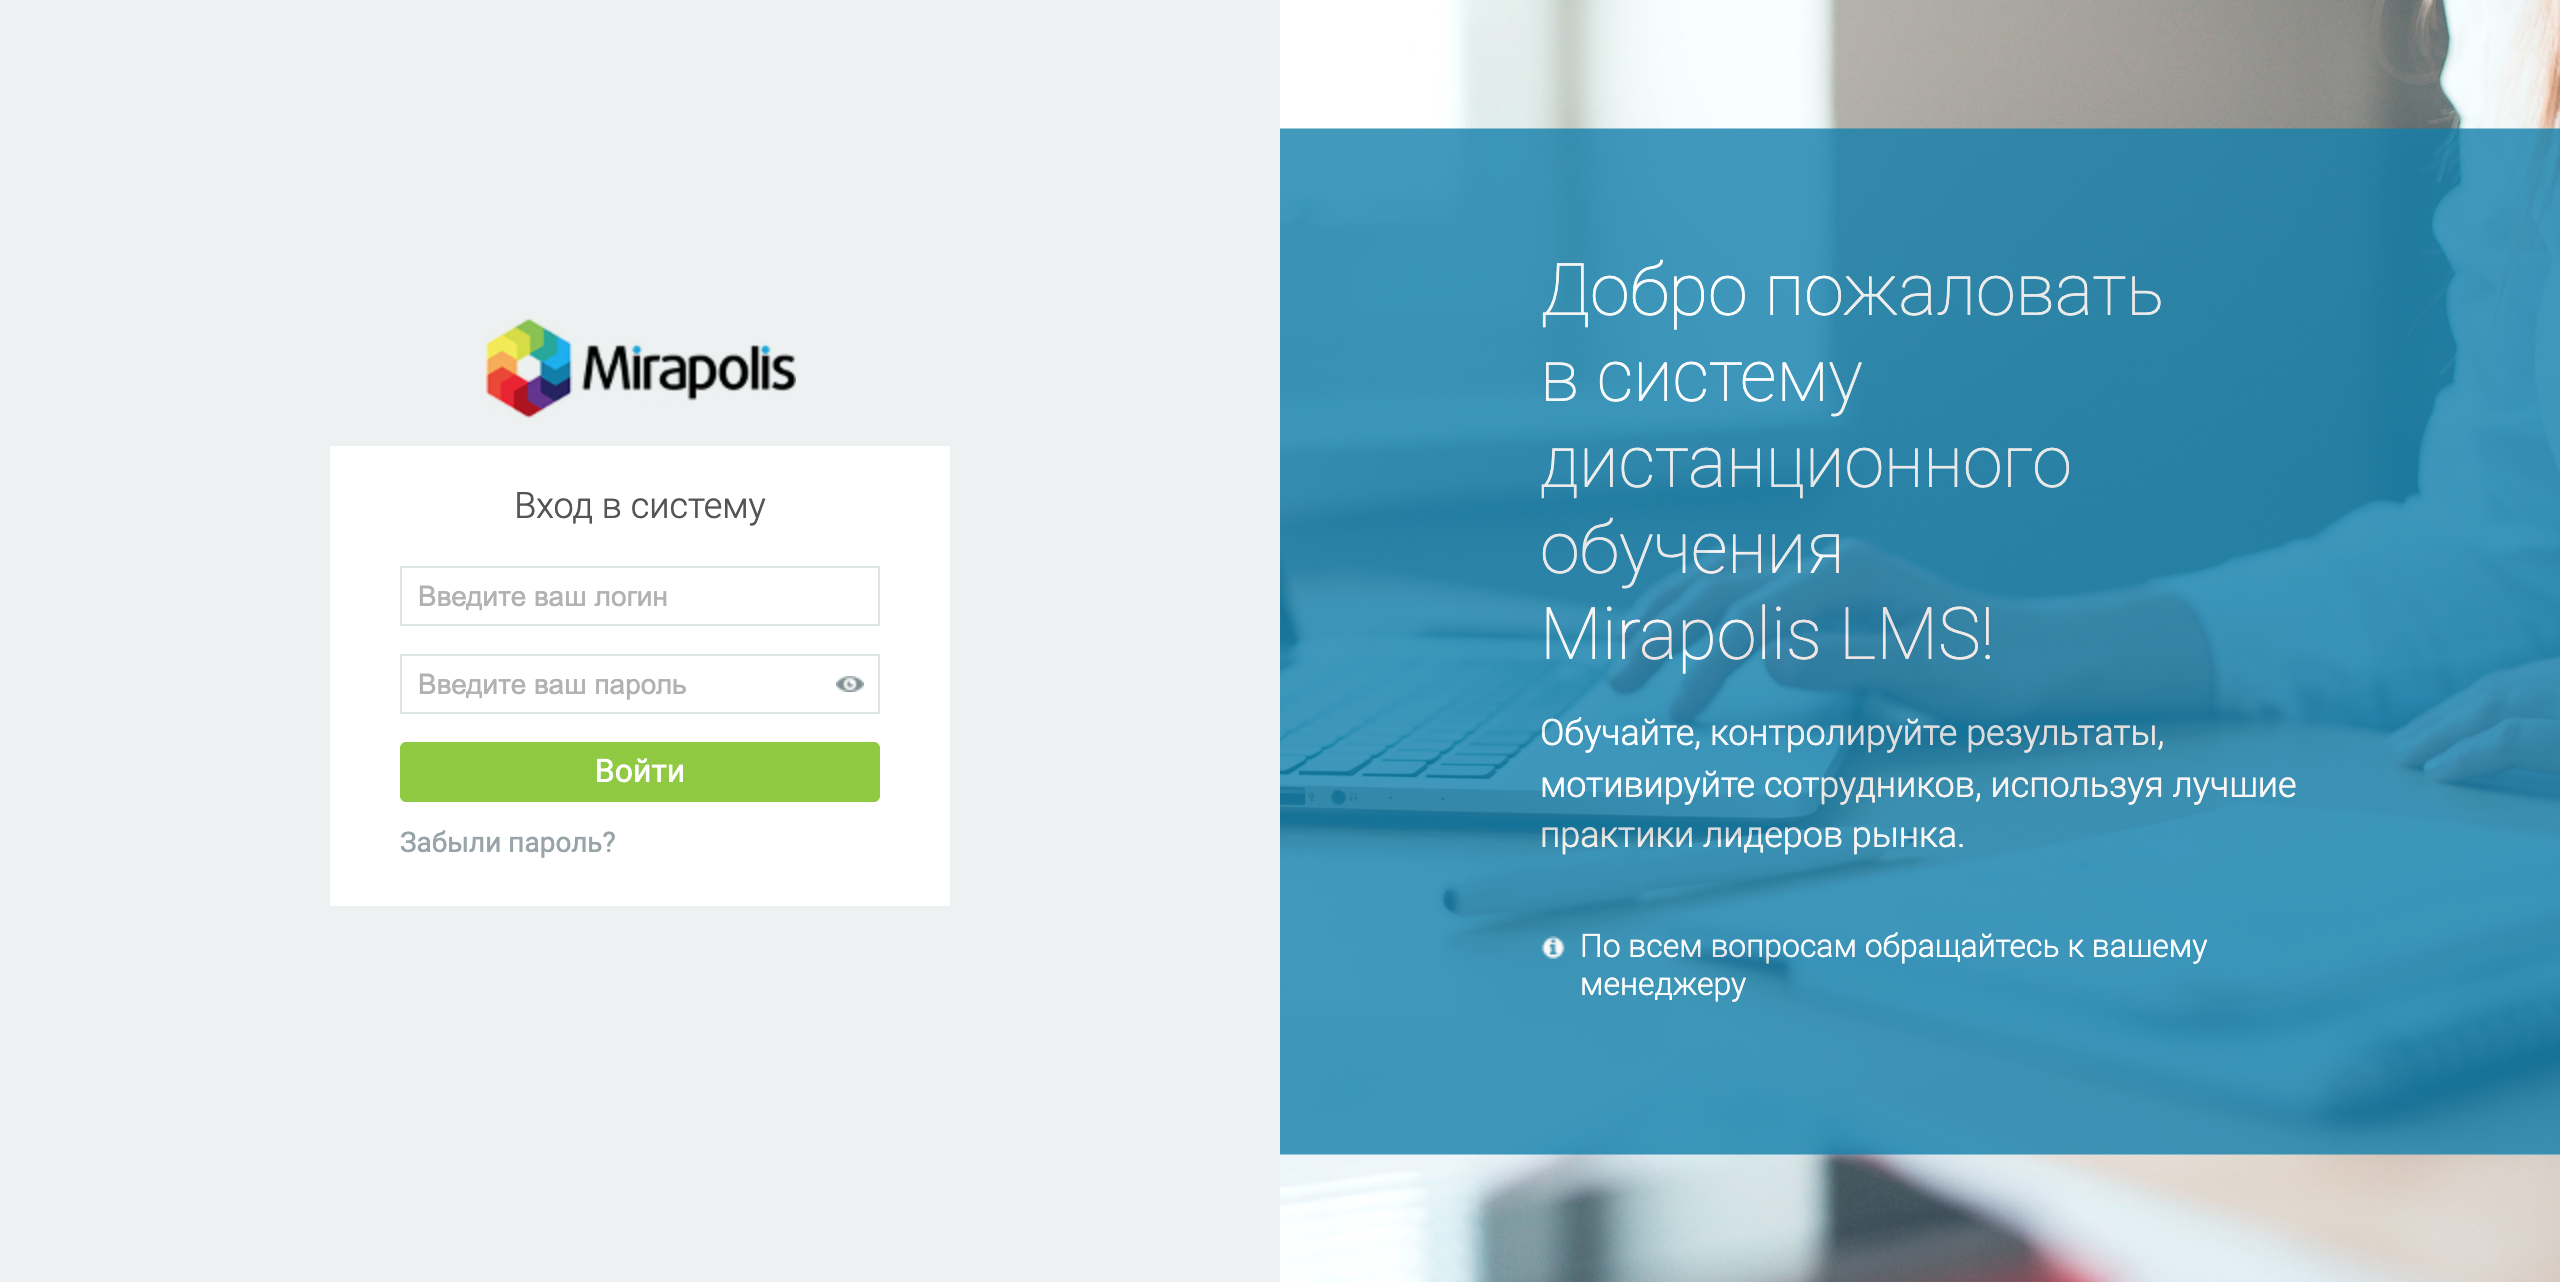 Mirapolis
Вход в систему
Введите ваш логин
Введите ваш пароль
Войти
Забыли пароль?
Добро пожаловать
в систему
дистанционного
обучения
Mirapolis LMS!
Обучайте, контролируйте результаты,
мотивируйте сотрудников, используя лучшие
практики лидеров рынка.
По всем вопросам обращайтесь к вашему
менеджеру